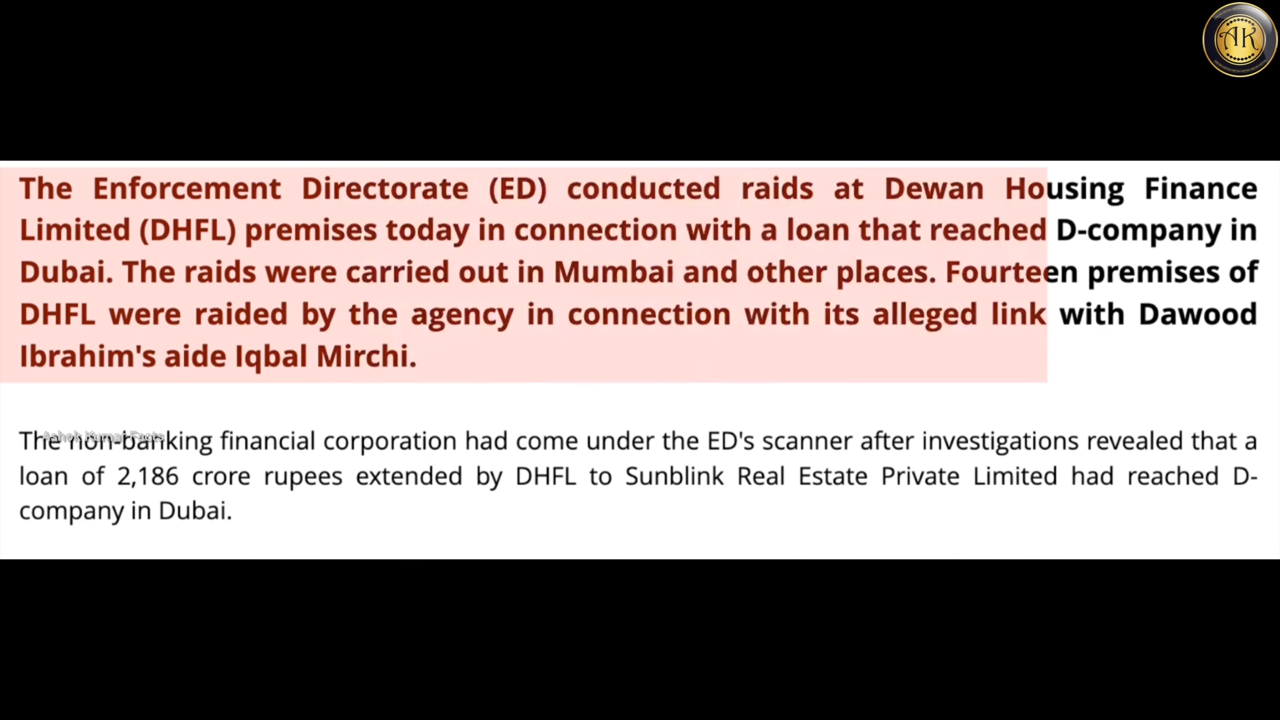 AK
The Enforcement Directorate (ED) conducted raids at Dewan Housing Finance
Limited (DHFL) premises today in connection with a loan that reached D-company in
Dubai. The raids were carried out in Mumbai and other places. Fourteen premises of
DHFL were raided by the agency in connection with its alleged link with Dawood
Ibrahim's aide Iqbal Mirchi.
Ashok Kumar Facts
The non-banking financial corporation had come under the ED's scanner after investigations revealed that a
loan of 2,186 crore rupees extended by DHFL to Sunblink Real Estate Private Limited had reached D-
company in Dubai.